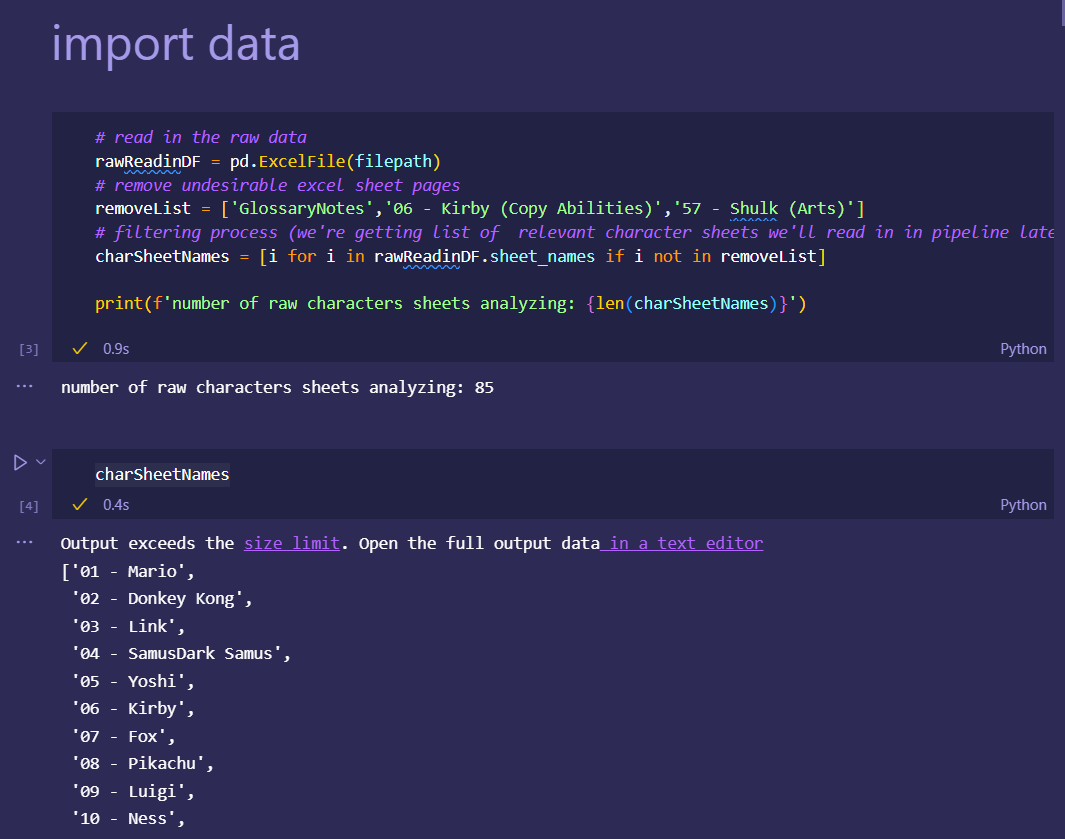 import data
# read in the raw data
rawReadinDF = pd.ExcelFile(filepath)
# remove undesirable excel sheet pages
removeList = ['GlossaryNotes','06 - Kirby (Copy Abilities)','57 - Shulk (Arts)']
# filtering process (we're getting list of  relevant character sheets we'll read in in pipeline late
charSheetNames = [i for i in rawReadinDF.sheet_names if i not in removeList]
print(f'number of raw characters sheets analyzing: {len(charSheetNames)}')
[3] ✓ 0.9s Python
... number of raw characters sheets analyzing: 85
charSheetNames
[4] ✓ 0.4s Python
... Output exceeds the size limit. Open the full output data in a text editor
['01 - Mario',
'02 - Donkey Kong',
'03 - Link',
'04 - SamusDark Samus',
'05 - Yoshi',
'06 - Kirby',
'07 - Fox',
'08 - Pikachu',
'09 - Luigi',
'10 - Ness',